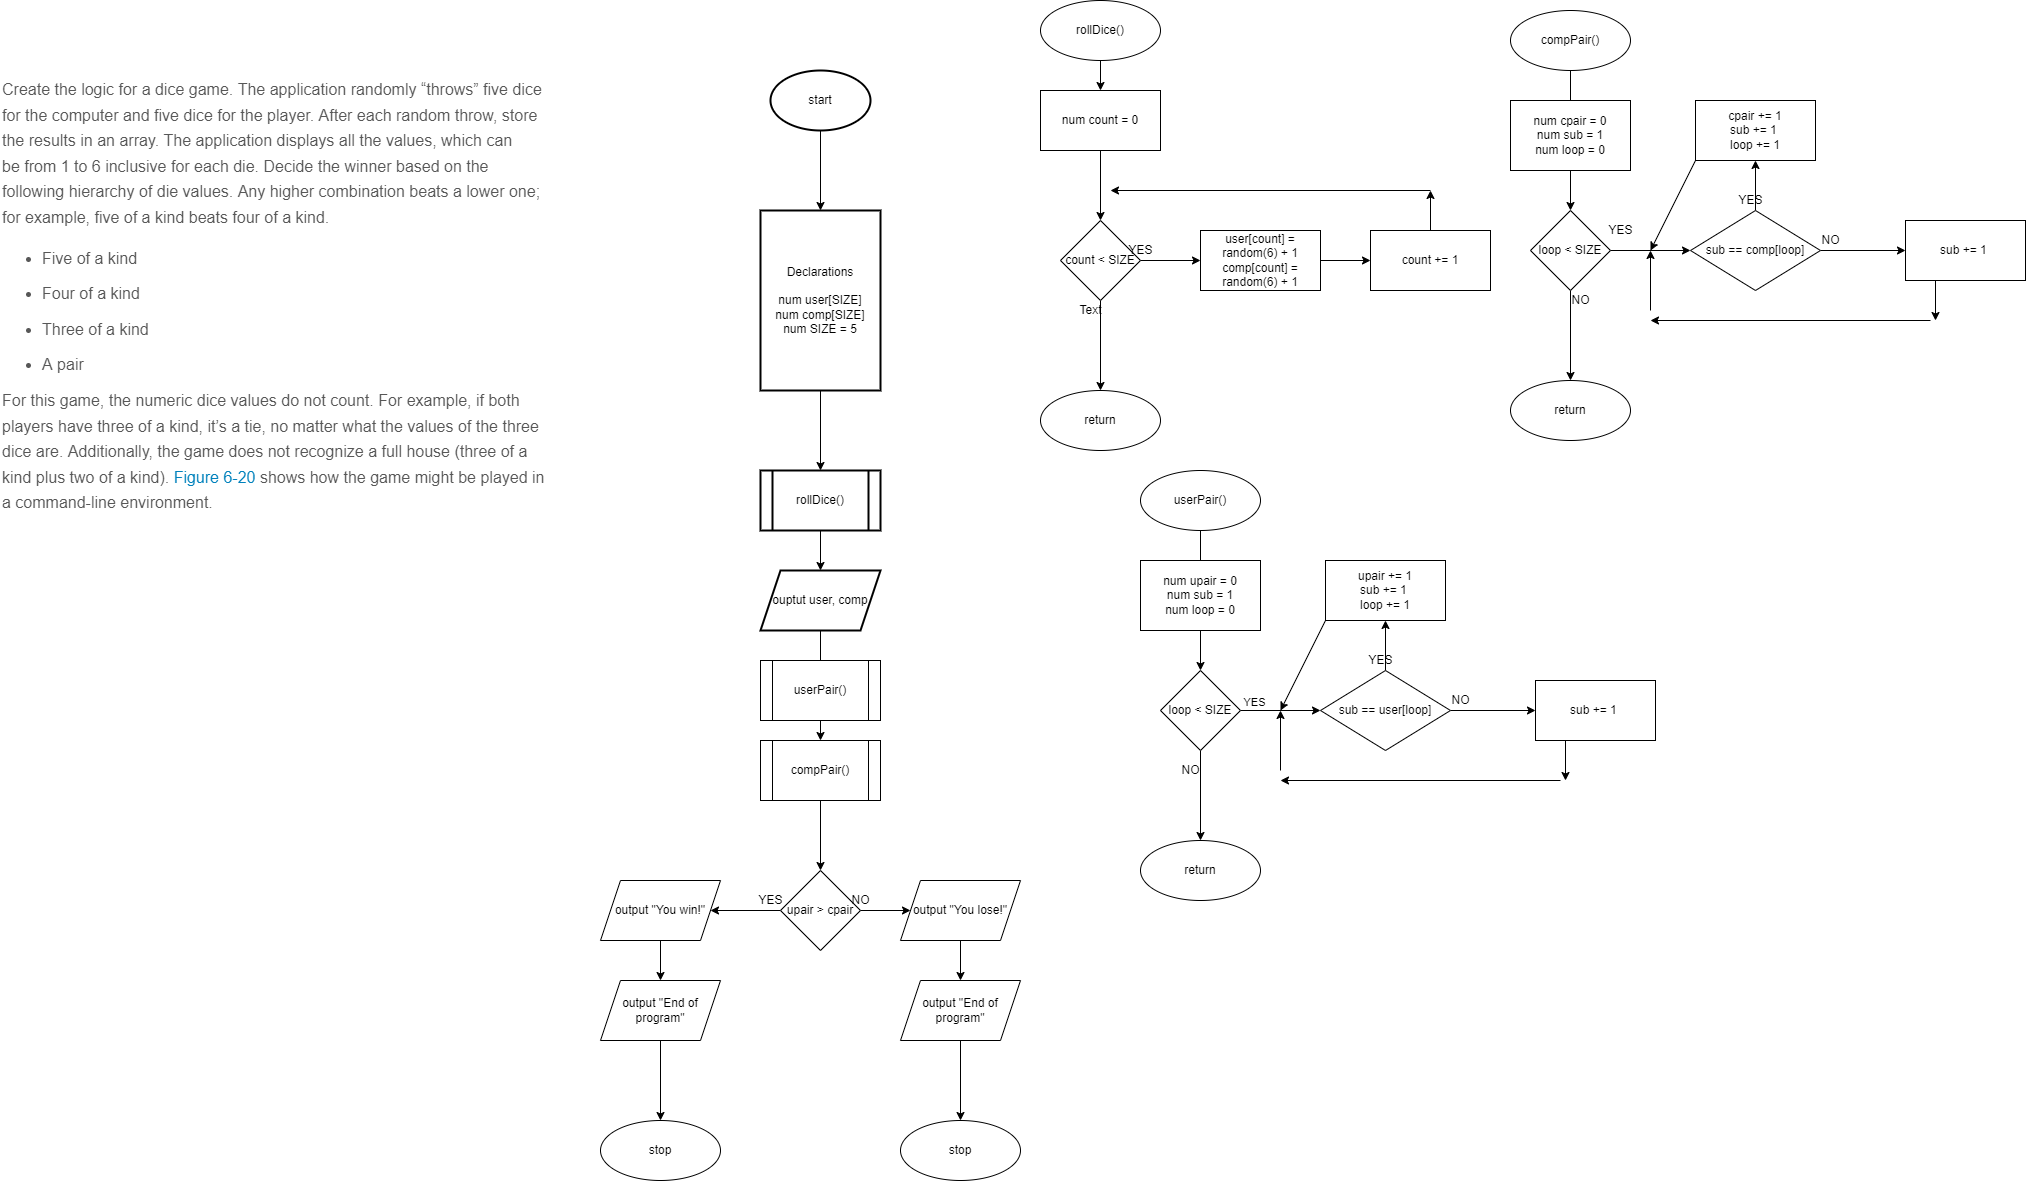 Create the logic for a dice game. The application randomly “throws” five dice
for the computer and five dice for the player. After each random throw, store
the results in an array. The application displays all the values, which can
be from 1 to 6 inclusive for each die. Decide the winner based on the
following hierarchy of die values. Any higher combination beats a lower one;
for example, five of a kind beats four of a kind.
• Five of a kind
• Four of a kind
• Three of a kind
• A pair
For this game, the numeric dice values do not count. For example, if both
players have three of a kind, it’s a tie, no matter what the values of the three
dice are. Additionally, the game does not recognize a full house (three of a
kind plus two of a kind). Figure 6-20 shows how the game might be played in
a command-line environment.
start
Declarations
num user[SIZE]
num comp[SIZE]
num SIZE = 5
rollDice()
ouptut user, comp
userPair()
compPair()
upair > cpair
YES
NO
output "You win!"
output "You lose!"
output "End of
program"
output "End of
program"
stop
stop
rollDice()
num count = 0
count < SIZE
YES
user[count] =
random(6) + 1
comp[count] =
random(6) + 1
count += 1
Text
return
compPair()
num cpair = 0
num sub = 1
num loop = 0
loop < SIZE
YES
NO
cpair += 1
sub += 1
loop += 1
YES
sub == comp[loop]
NO
sub += 1
return
userPair()
num upair = 0
num sub = 1
num loop = 0
loop < SIZE
YES
NO
upair += 1
sub += 1
loop += 1
YES
sub == user[loop]
NO
sub += 1
return